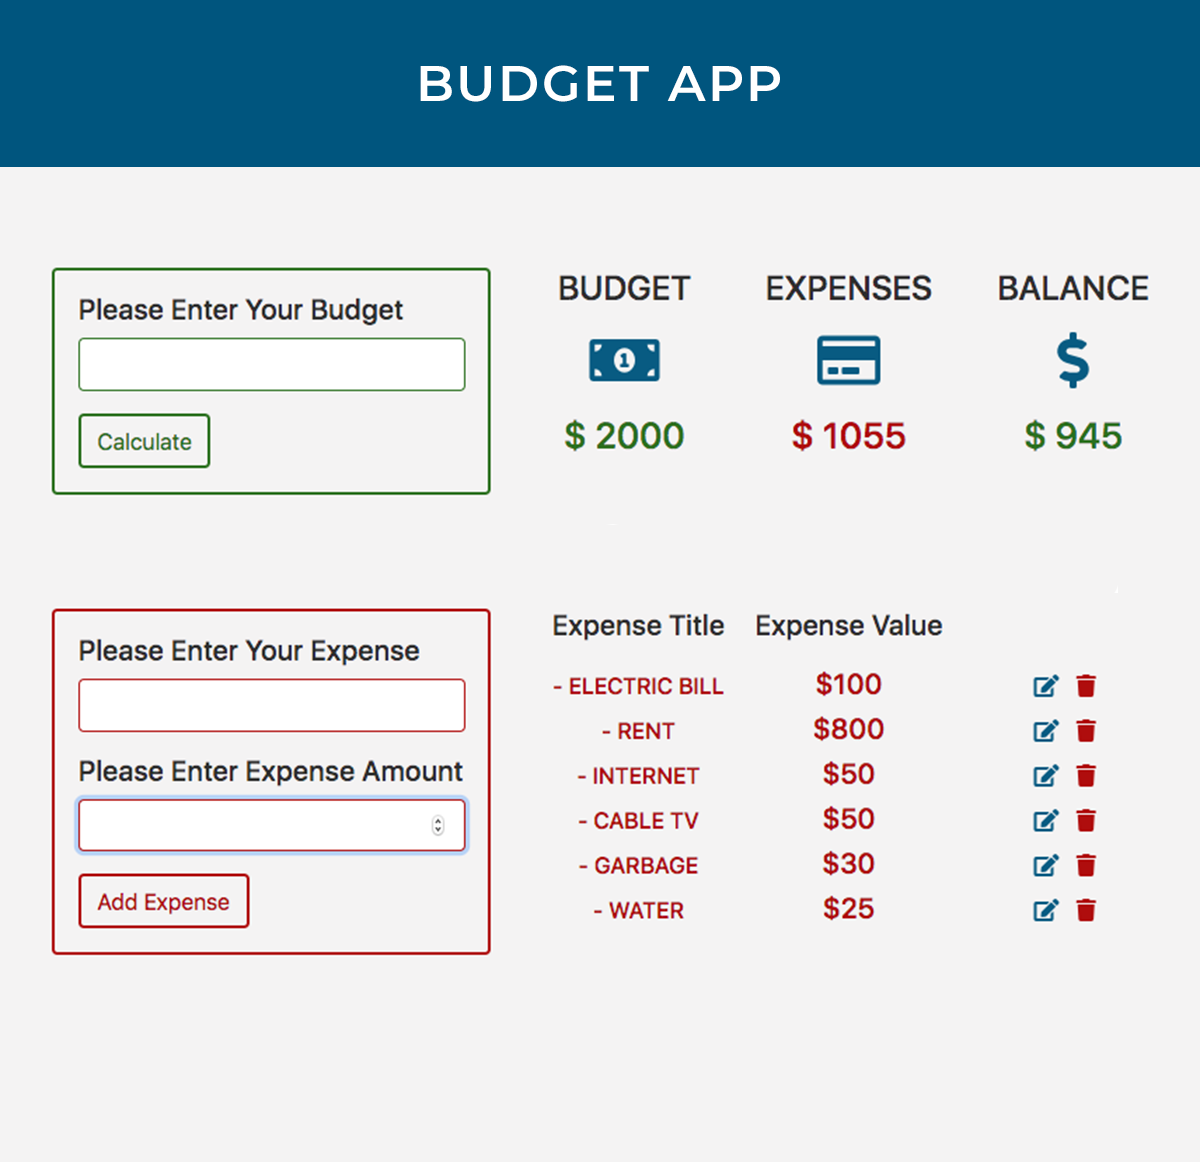 BUDGET APP
Please Enter Your Budget
Calculate
BUDGET EXPENSES BALANCE
1
$ 2000 $ 1055 $ 945
Please Enter Your Expense
Please Enter Expense Amount
Add Expense
Expense Title Expense Value
- ELECTRIC BILL $100
- RENT $800
- INTERNET $50
- CABLE TV $50
- GARBAGE $30
- WATER $25